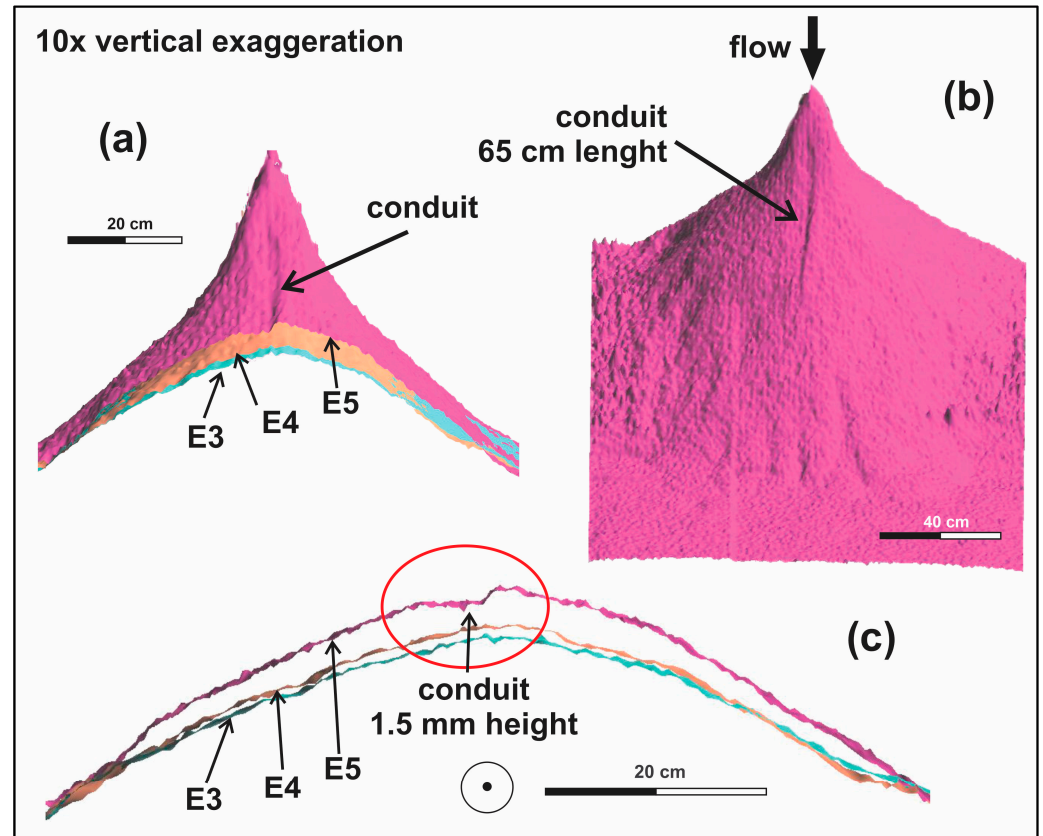 10x vertical exaggeration
(a)
20 cm
conduit
E3
E4
E5
flow
(b)
conduit
65 cm lenght
40 cm
(c)
conduit
1.5 mm height
E3
E4
E5
20 cm